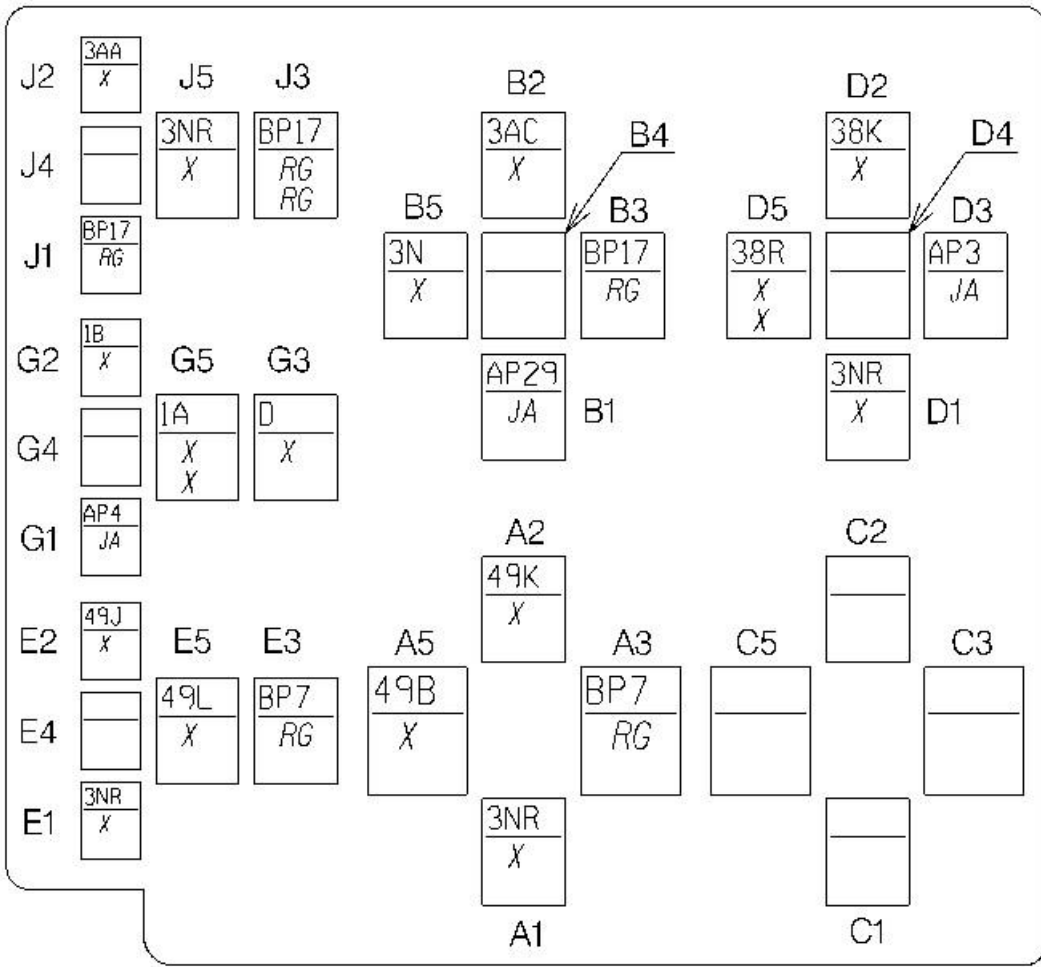 J2
3AA
X
J5
J3
B2
D2
J4
3NR
X
BP17
RG
RG
3AC
X
B4
38K
X
D4
J1
BP17
RG
B5
3N
X
B3
BP17
RG
D5
38R
X
X
D3
AP3
JA
G2
1B
X
G5
G3
AP29
JA
B1
3NR
X
D1
G4
1A
X
X
D
X
G1
AP4
JA
A2
49K
X
C2
E2
49J
X
E5
E3
A5
A3
C5
C3
E4
49L
X
BP7
RG
49B
X
BP7
RG
E1
3NR
X
3NR
X
A1
C1